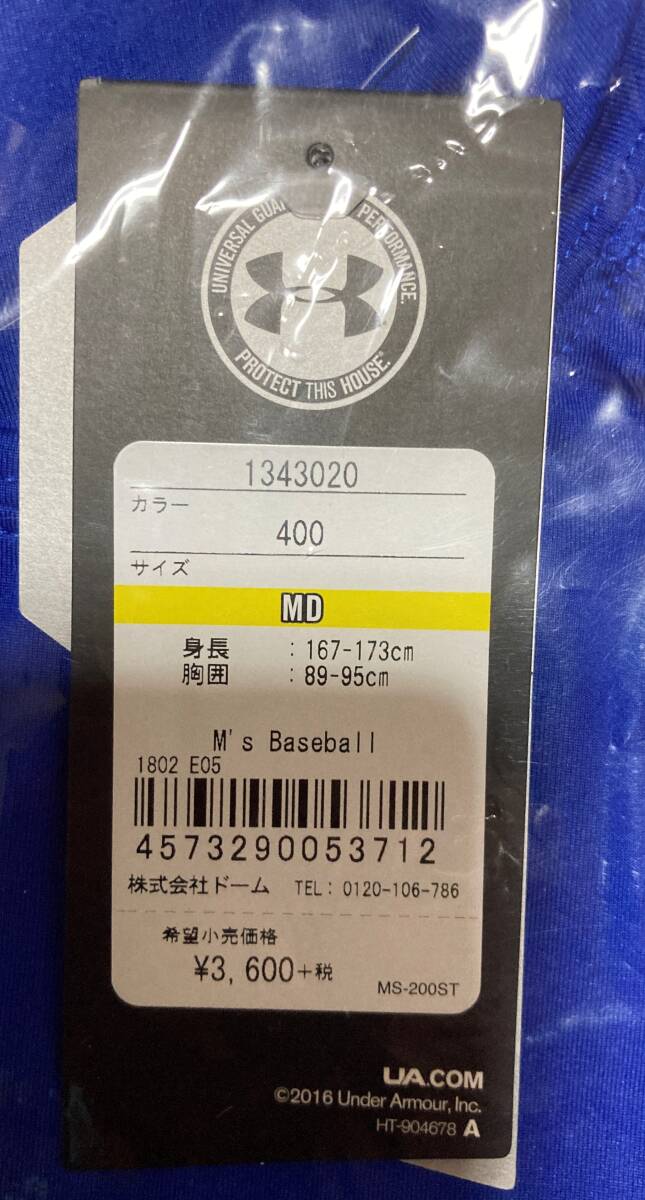 UNIVERSAL PERFORMANCE.
PROTECT THIS HOUSE.®
1343020
カラー
400
サイズ
MD
身長 : 167-173cm
胸囲 : 89-95cm
M's Baseball
1802 E05
4573290053712
株式会社ドーム TEL: 0120-106-786
希望小売価格
¥3,600+税
MS-200ST
UA.COM
©2016 Under Armour, Inc.
HT-904678 A